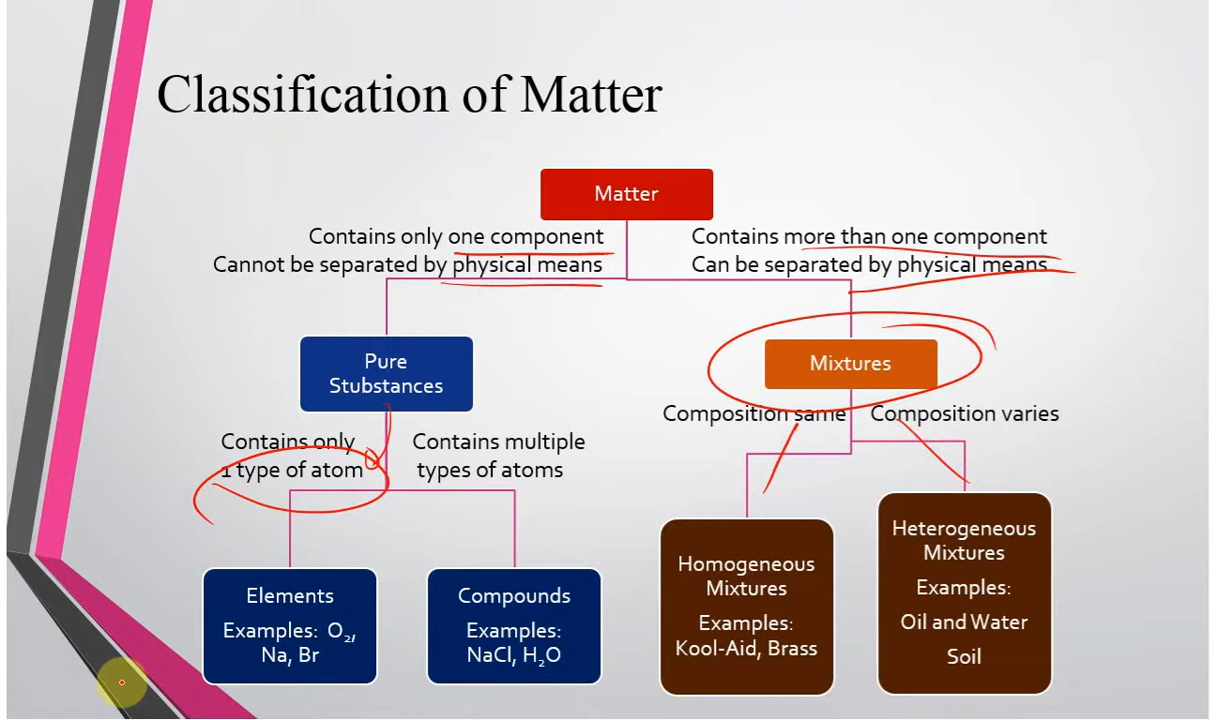 Classification of Matter
Matter
Contains only one component
Cannot be separated by physical means
Contains more than one component
Can be separated by physical means
Pure
Stubstances
Mixtures
Contains only
1 type of atom
Contains multiple
types of atoms
Composition same
Composition varies
Elements
Examples: O₂,
Na, Br
Compounds
Examples:
NaCl, H₂O
Homogeneous
Mixtures
Examples:
Kool-Aid, Brass
Heterogeneous
Mixtures
Examples:
Oil and Water
Soil